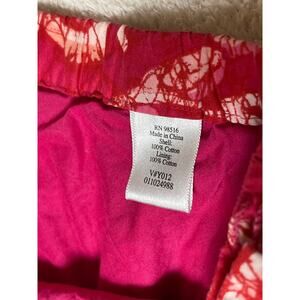 RN 98516
Made in China
Shell:
100% Cotton
Lining:
100% Cotton
V#Y012
011024988